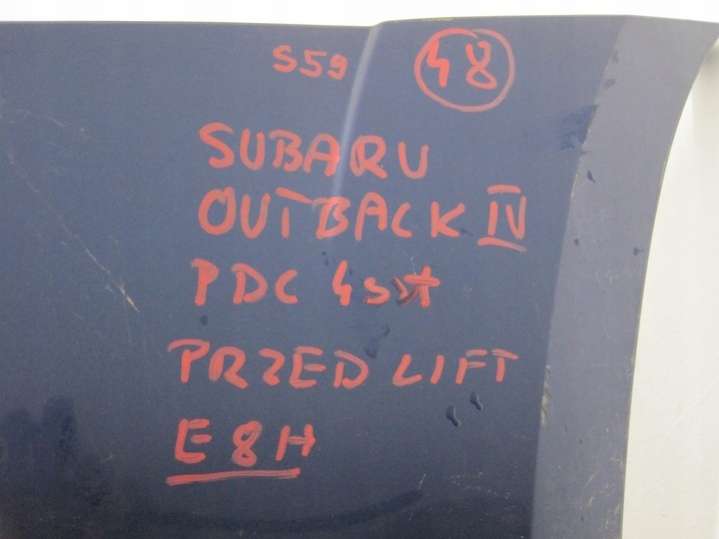 S59 48
SUBARU
OUTBACK IV
PDC 4szt
PRZED LIFT
E8H